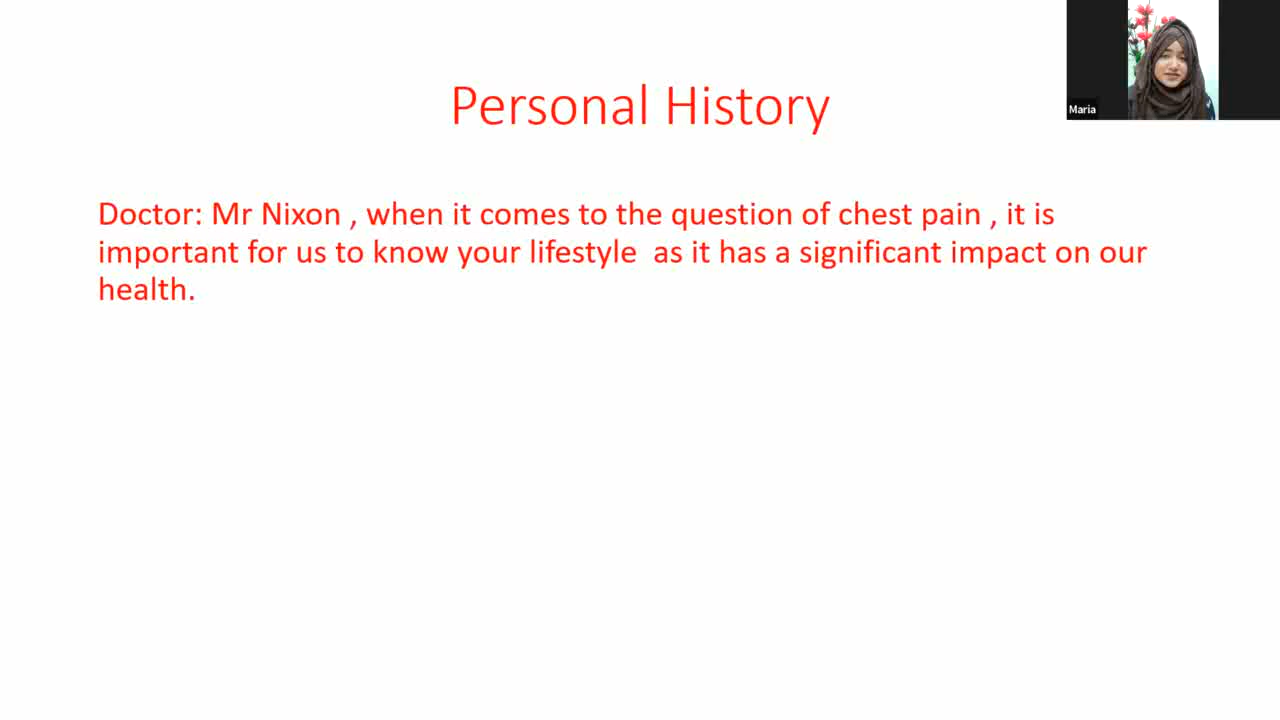 Personal History
Maria
Doctor: Mr Nixon , when it comes to the question of chest pain , it is
important for us to know your lifestyle  as it has a significant impact on our
health.